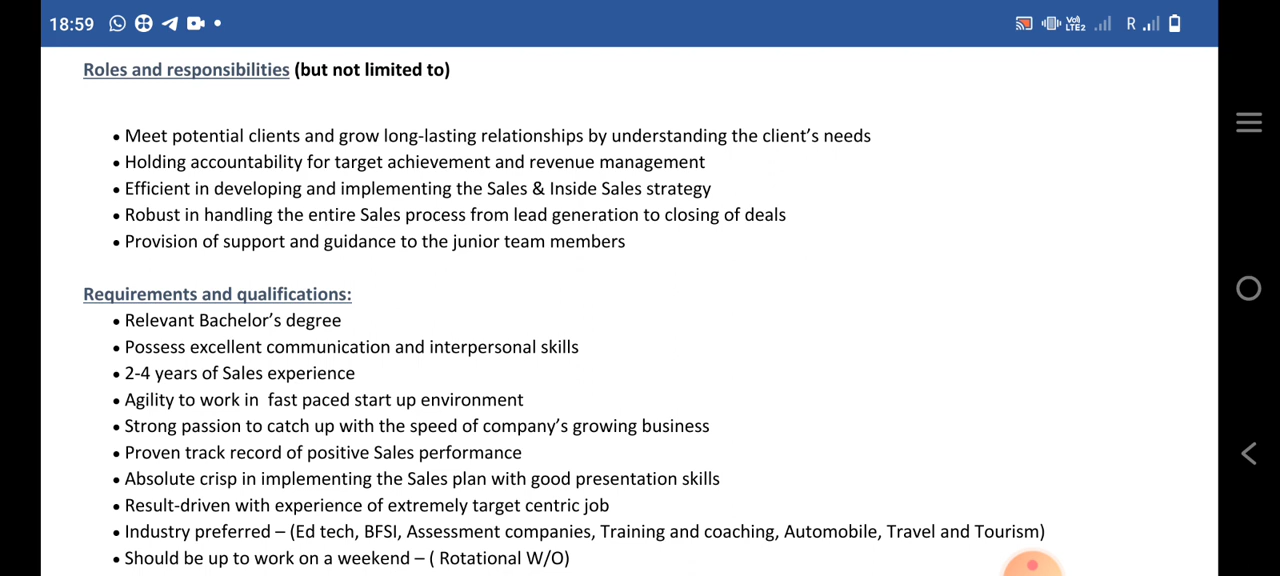 18:59
Vo) LTE2 R
Roles and responsibilities (but not limited to)
• Meet potential clients and grow long-lasting relationships by understanding the client's needs
• Holding accountability for target achievement and revenue management
• Efficient in developing and implementing the Sales & Inside Sales strategy
• Robust in handling the entire Sales process from lead generation to closing of deals
• Provision of support and guidance to the junior team members
Requirements and qualifications:
• Relevant Bachelor's degree
• Possess excellent communication and interpersonal skills
• 2-4 years of Sales experience
• Agility to work in  fast paced start up environment
• Strong passion to catch up with the speed of company's growing business
• Proven track record of positive Sales performance
• Absolute crisp in implementing the Sales plan with good presentation skills
• Result-driven with experience of extremely target centric job
• Industry preferred – (Ed tech, BFSI, Assessment companies, Training and coaching, Automobile, Travel and Tourism)
• Should be up to work on a weekend – ( Rotational W/O)